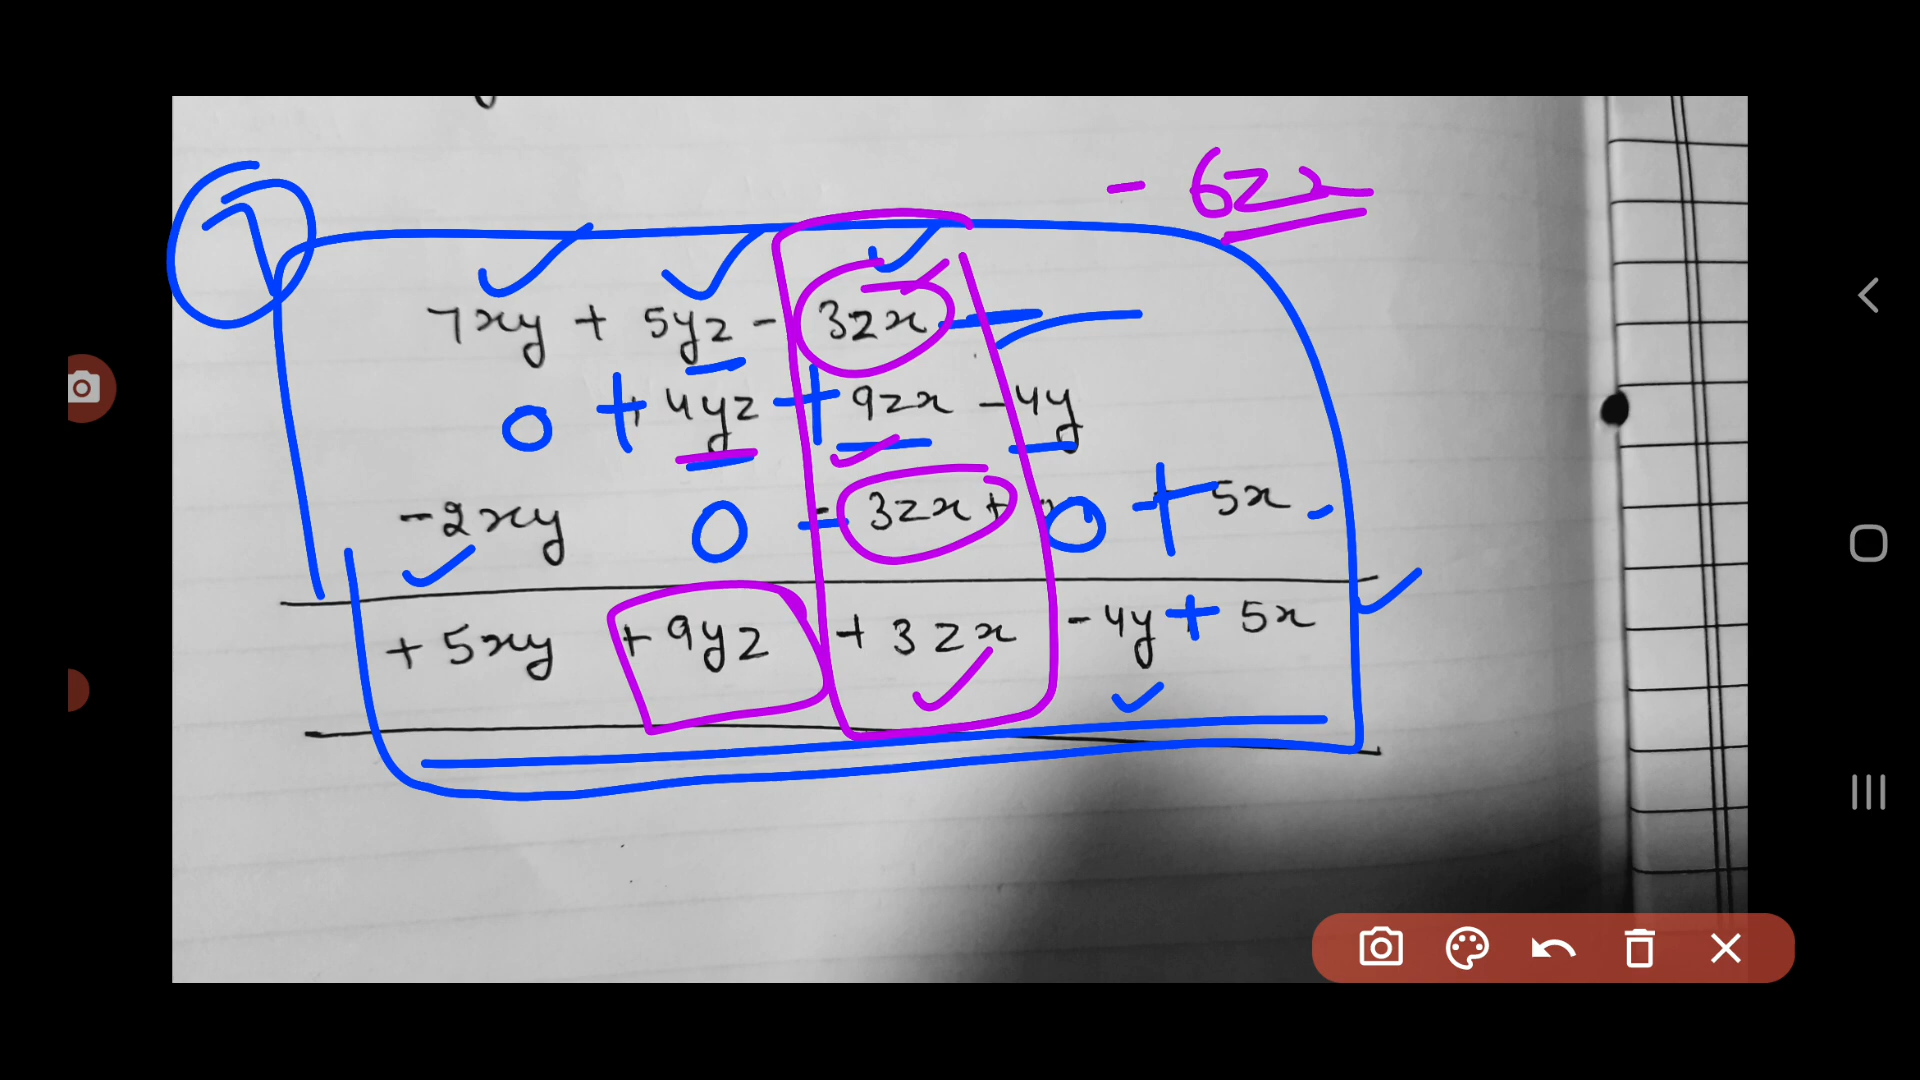 - 6zx
7xy + 5yz - 3zx
0 + 4yz + 9zx - 4y
-2xy 0 - 3zx + 0 + 5x
+ 5xy + 9yz + 3zx - 4y + 5x